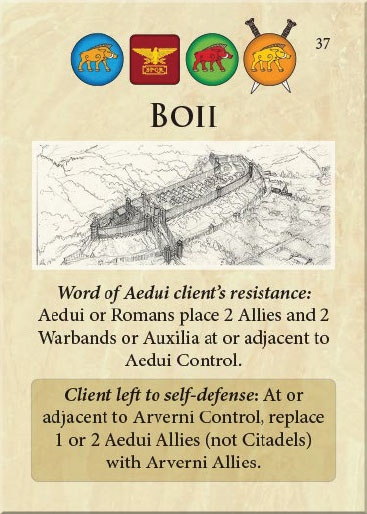 37
SPQR
BOII
Word of Aedui client's resistance:
Aedui or Romans place 2 Allies and 2
Warbands or Auxilia at or adjacent to
Aedui Control.
Client left to self-defense: At or
adjacent to Arverni Control, replace
1 or 2 Aedui Allies (not Citadels)
with Arverni Allies.